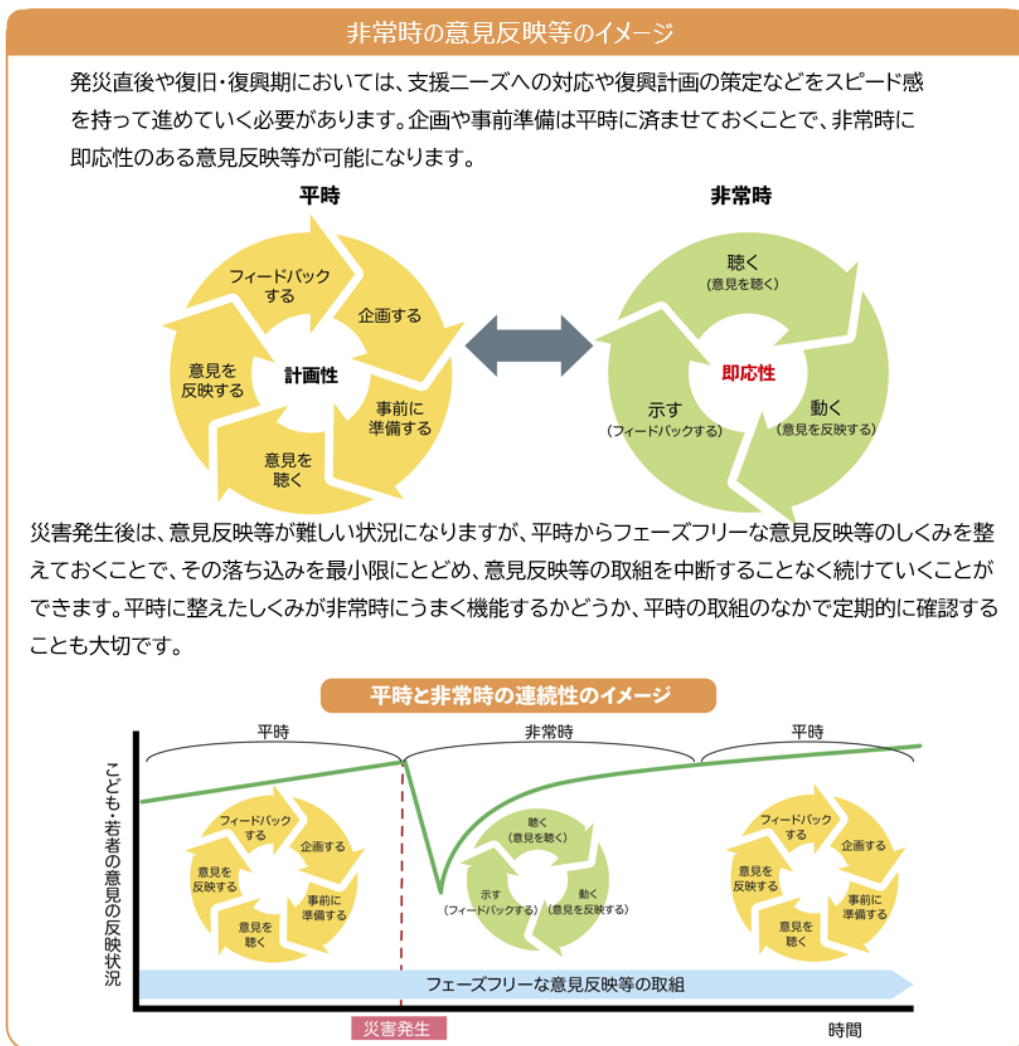 非常時の意見反映等のイメージ
発災直後や復旧・復興期においては、支援ニーズへの対応や復興計画の策定などをスピード感
を持って進めていく必要があります。企画や事前準備は平時に済ませておくことで、非常時に
即応性のある意見反映等が可能になります。
平時
フィードバック
する
企画する
事前に
準備する
意見を
聴く
意見を
反映する
計画性
非常時
聴く
(意見を聴く)
動く
(意見を反映する)
示す
(フィードバックする)
即応性
災害発生後は、意見反映等が難しい状況になりますが、平時からフェーズフリーな意見反映等のしくみを整
えておくことで、その落ち込みを最小限にとどめ、意見反映等の取組を中断することなく続けていくことが
できます。平時に整えたしくみが非常時にうまく機能するかどうか、平時の取組のなかで定期的に確認する
ことも大切です。
平時と非常時の連続性のイメージ
こども・若者の意見の反映状況
平時
非常時
平時
フィードバック
する
企画する
事前に
準備する
意見を
聴く
意見を
反映する
聴く
(意見を聴く)
動く
(意見を反映する)
示す
(フィードバックする)
フィードバック
する
企画する
事前に
準備する
意見を
聴く
意見を
反映する
フェーズフリーな意見反映等の取組
災害発生
時間